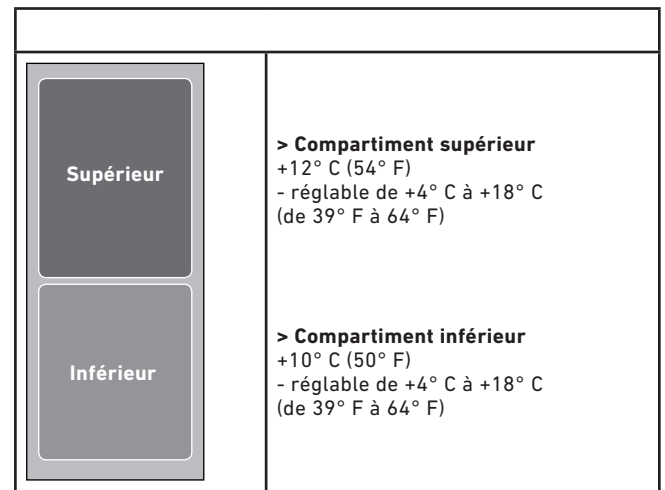 Supérieur
> Compartiment supérieur
+12° C (54° F)
- réglable de +4° C à +18° C
(de 39° F à 64° F)
Inférieur
> Compartiment inférieur
+10° C (50° F)
- réglable de +4° C à +18° C
(de 39° F à 64° F)